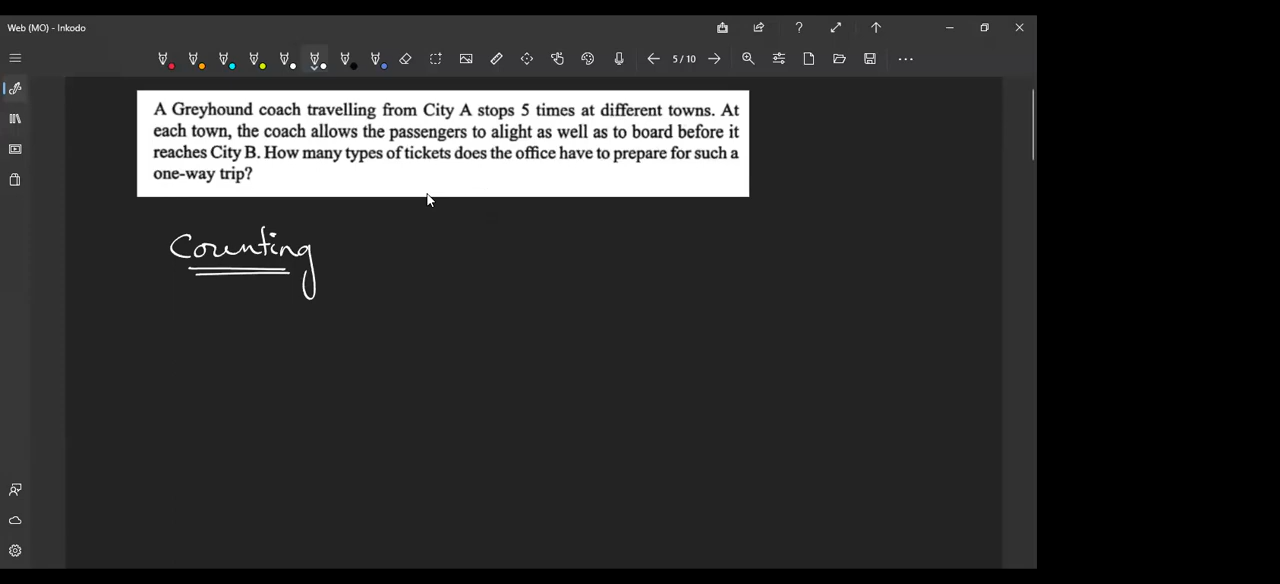 Web (MO) - Inkodo
5 / 10
A Greyhound coach travelling from City A stops 5 times at different towns. At
each town, the coach allows the passengers to alight as well as to board before it
reaches City B. How many types of tickets does the office have to prepare for such a
one-way trip?
Counting